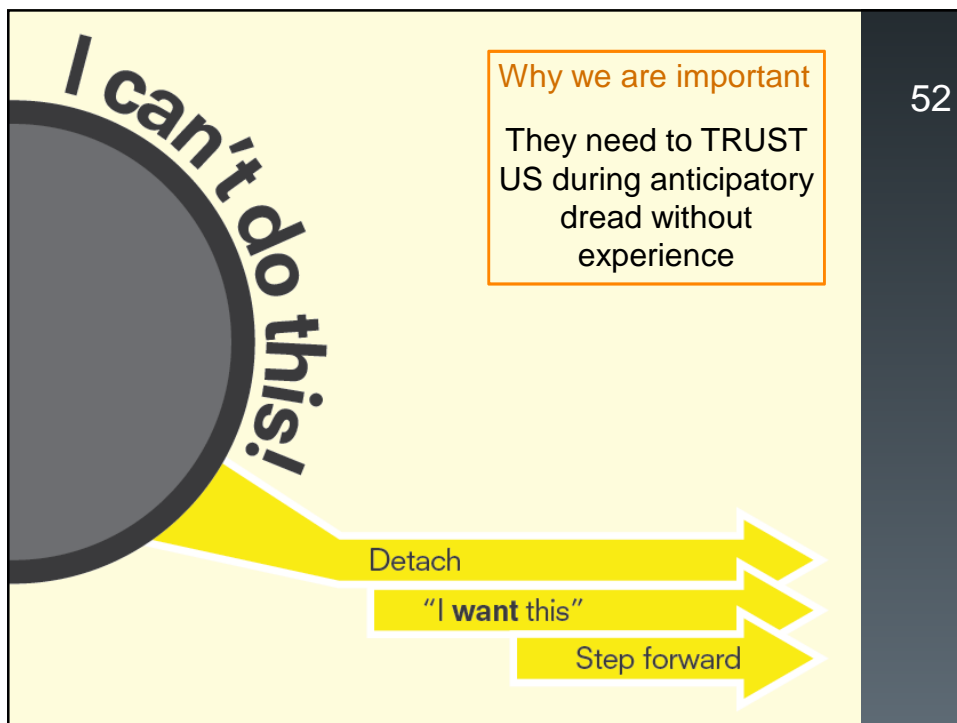 I can't do this!
Why we are important
They need to TRUST
US during anticipatory
dread without
experience
52
Detach
“I want this”
Step forward